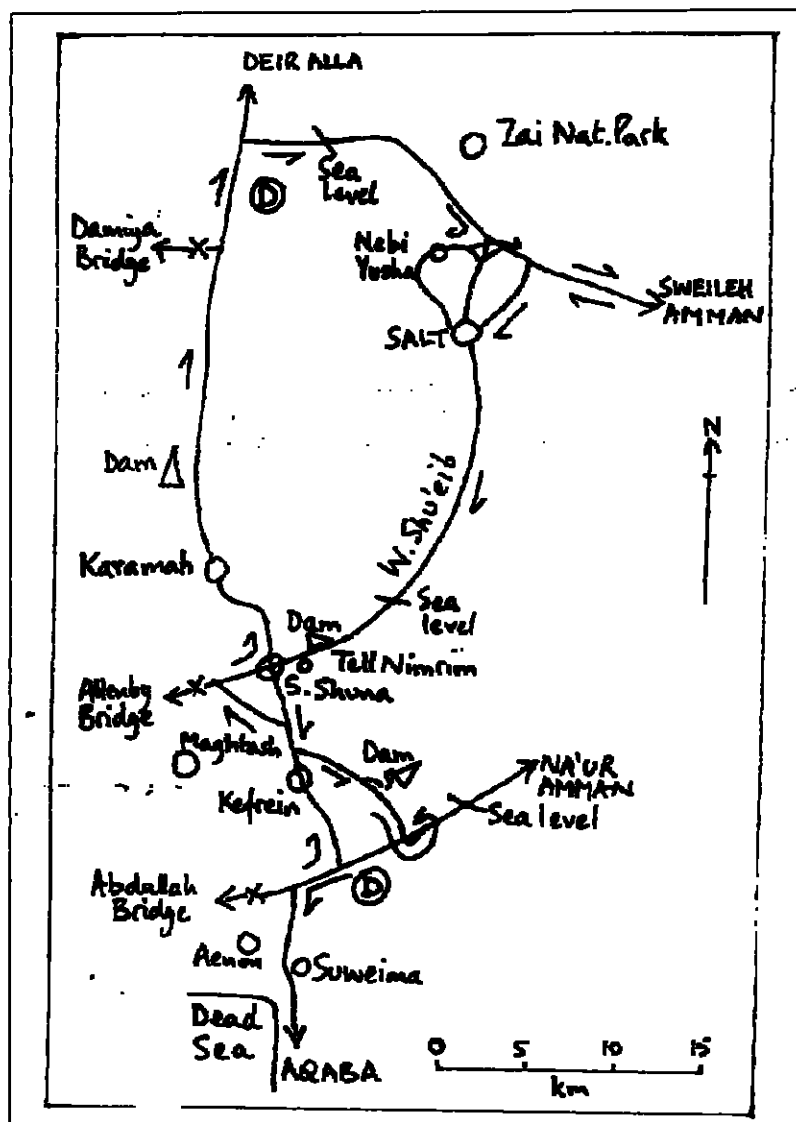 DEIR ALLA
Zai Nat. Park
Sea
level
D
Damiya
Bridge
Nebi
Yusha
SWEILEH
AMMAN
SALT
N
Dam
W. Shu'eib
Karamah
Sea
level
Dam
Tell Nimrim
S. Shuna
Allenby
Bridge
Maghtash
Dam
NA'UR
AMMAN
Kefrein
Sea level
Abdallah
Bridge
D
Aenon
Suweima
Dead
Sea
AQABA
0 5 10 15
km